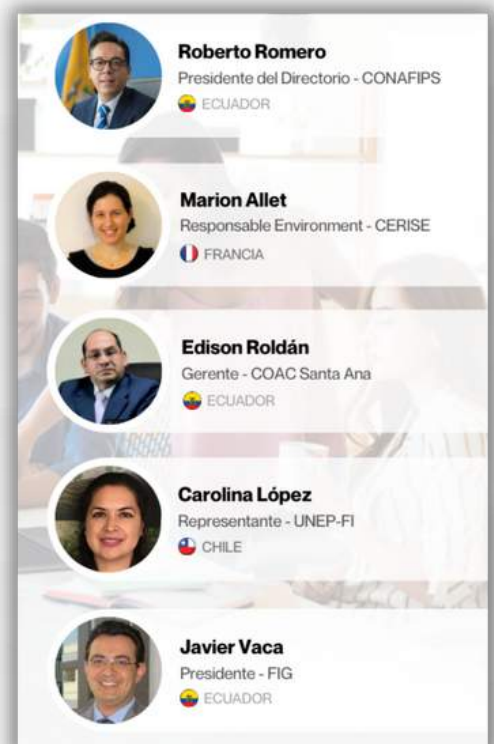 Roberto Romero
Presidente del Directorio - CONAFIPS
ECUADOR
Marion Allet
Responsable Environment - CERISE
FRANCIA
Edison Roldán
Gerente - COAC Santa Ana
ECUADOR
Carolina López
Representante - UNEP-FI
CHILE
Javier Vaca
Presidente - FIG
ECUADOR